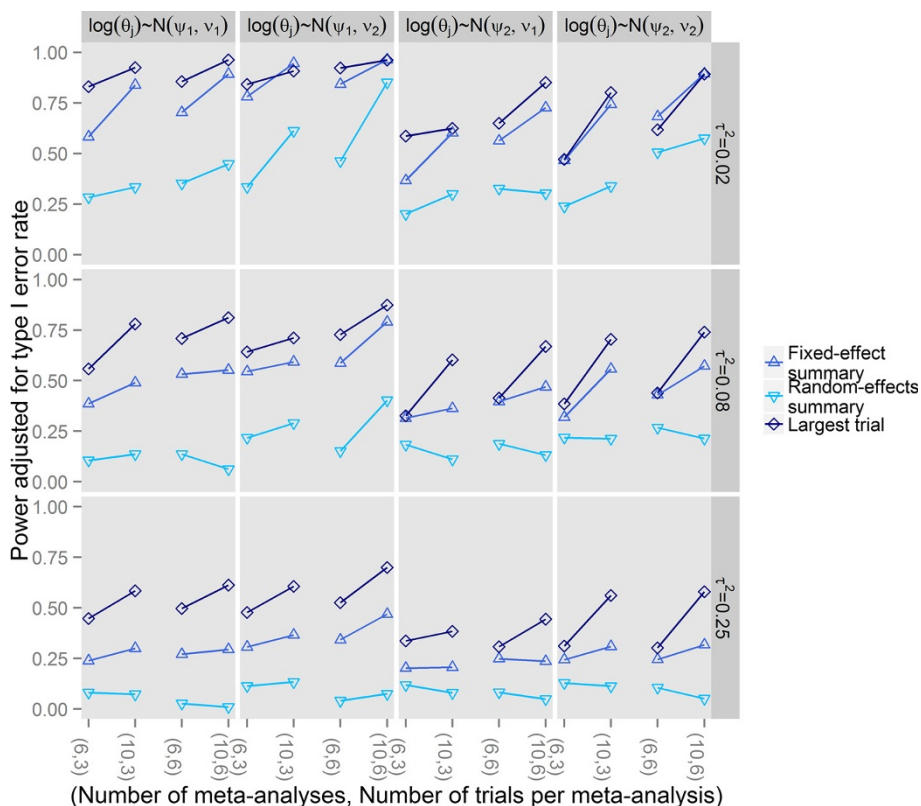 log(θj)~N(ψ1, ν1) log(θj)~N(ψ1, ν2) log(θj)~N(ψ2, ν1) log(θj)~N(ψ2, ν2)
Power adjusted for type I error rate
1.00
0.75
0.50
0.25
0.00
τ²=0.02
1.00
0.75
0.50
0.25
0.00
τ²=0.08
1.00
0.75
0.50
0.25
0.00
τ²=0.25
Fixed-effect
summary
Random-effects
summary
Largest trial
(6,3) (10,3) (6,6) (10,6) (6,3) (10,3) (6,6) (10,6) (6,3) (10,3) (6,6) (10,6) (6,3) (10,3) (6,6) (10,6)
(Number of meta-analyses, Number of trials per meta-analysis)